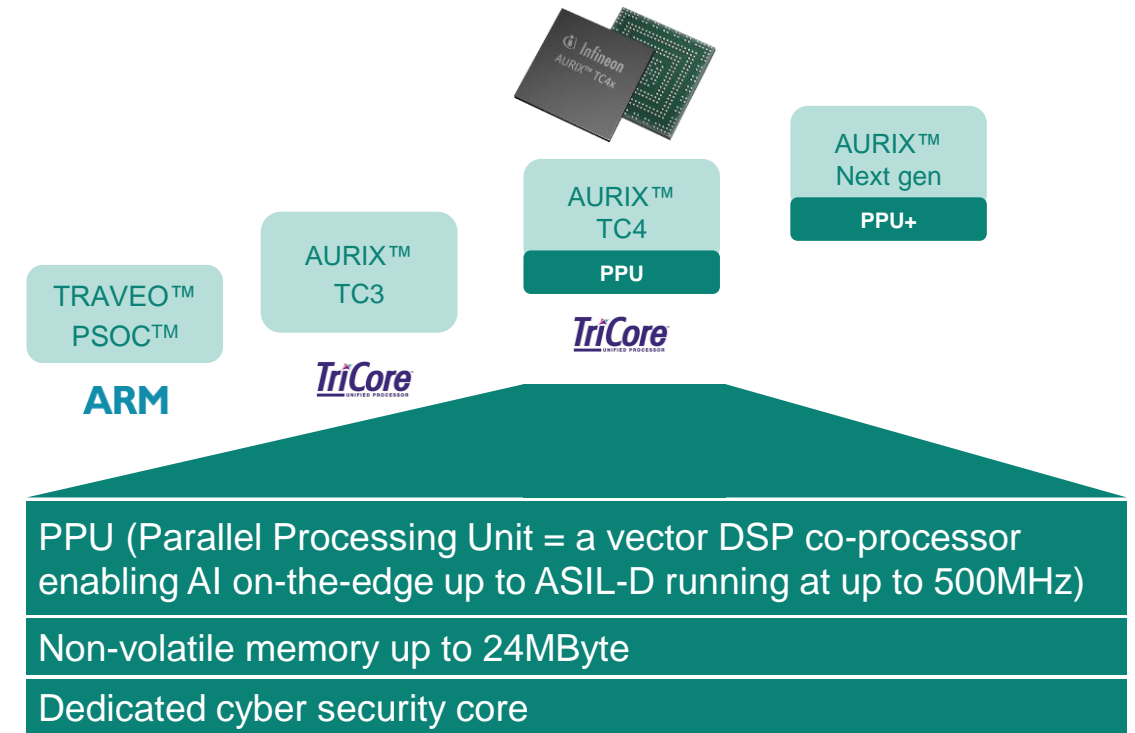 Infineon
AURIX™ TC4x
AURIX™
Next gen
PPU+
AURIX™
TC4
PPU
TriCore
UNIFIED PROCESSOR
AURIX™
TC3
TriCore
UNIFIED PROCESSOR
TRAVEO™
PSOC™
ARM
PPU (Parallel Processing Unit = a vector DSP co-processor
enabling AI on-the-edge up to ASIL-D running at up to 500MHz)
Non-volatile memory up to 24MByte
Dedicated cyber security core